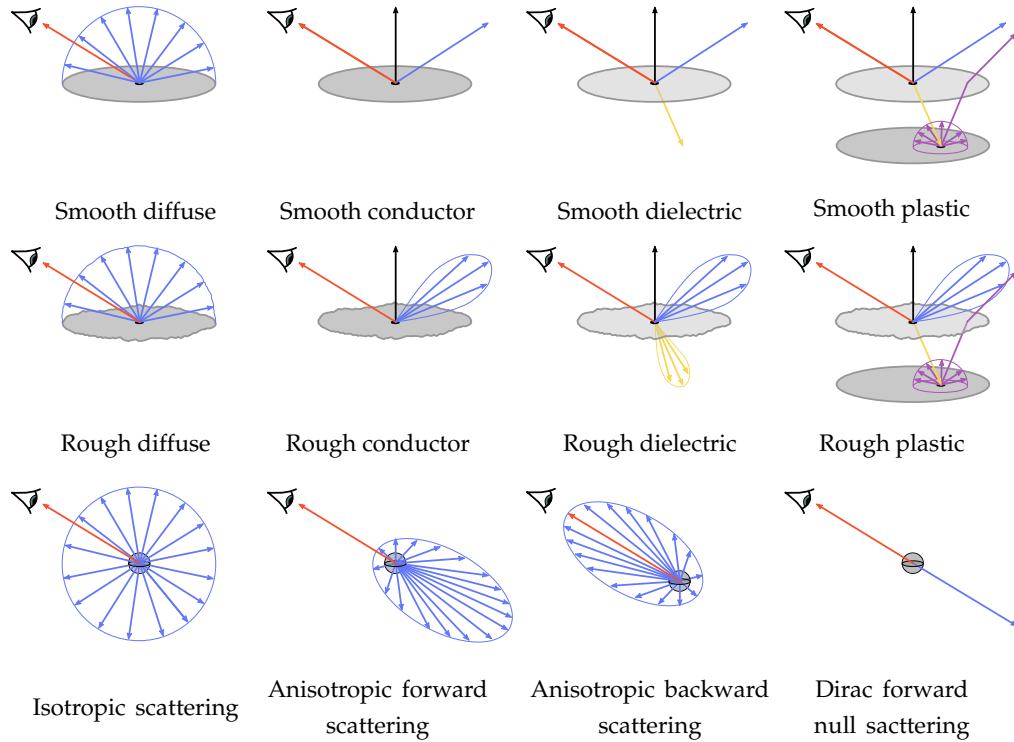 Smooth diffuse
Smooth conductor
Smooth dielectric
Smooth plastic
Rough diffuse
Rough conductor
Rough dielectric
Rough plastic
Isotropic scattering
Anisotropic forward
scattering
Anisotropic backward
scattering
Dirac forward
null sacttering